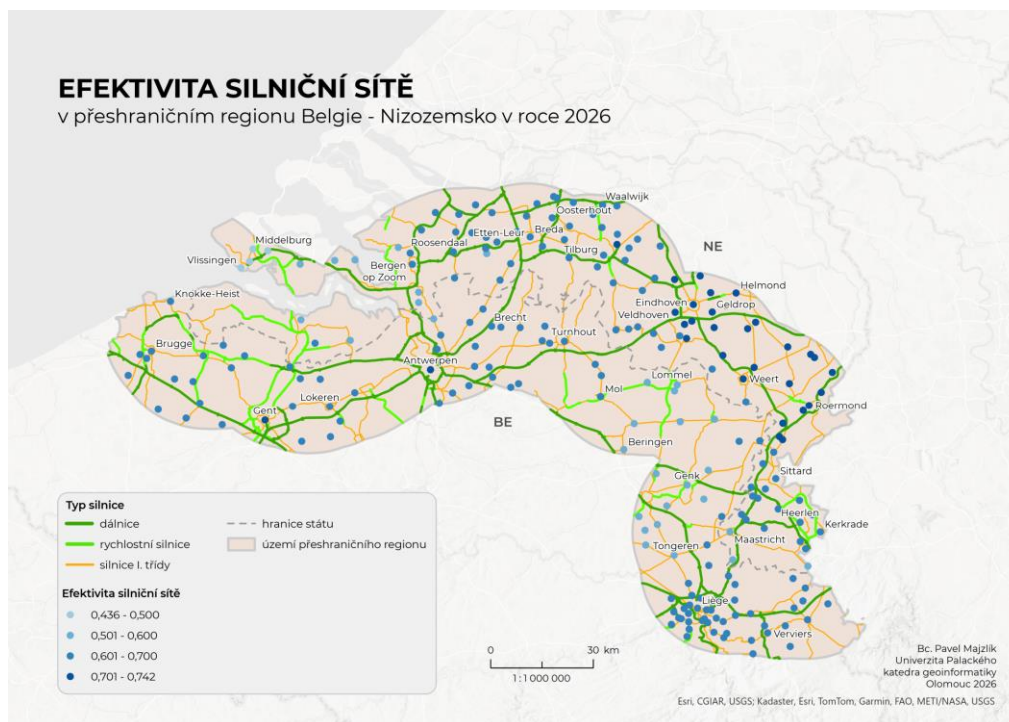 EFEKTIVITA SILNIČNÍ SÍTĚ
v přeshraničním regionu Belgie - Nizozemsko v roce 2026
Waalwijk
Oosterhout
Etten-Leur
Breda
Middelburg
Roosendaal
Tilburg
NE
Vlissingen
Bergen
op Zoom
Helmond
Knokke-Heist
Eindhoven
Geldrop
Brecht
Veldhoven
Turnhout
Brugge
Antwerpen
Lommel
Weert
Mol
Lokeren
Gent
Roermond
BE
Beringen
Sittard
Genk
Heerlen
Kerkrade
Maastricht
Tongeren
Liège
Verviers
Typ silnice
dálnice
hranice státu
rychlostní silnice
území přeshraničního regionu
silnice I. třídy
Efektivita silniční sítě
0,436 - 0,500
0,501 - 0,600
0,601 - 0,700
0,701 - 0,742
0 30 km
1:1 000 000
Bc. Pavel Majzlík
Univerzita Palackého
katedra geoinformatiky
Olomouc 2026
Esri, CGIAR, USGS; Kadaster, Esri, TomTom, Garmin, FAO, METI/NASA, USGS